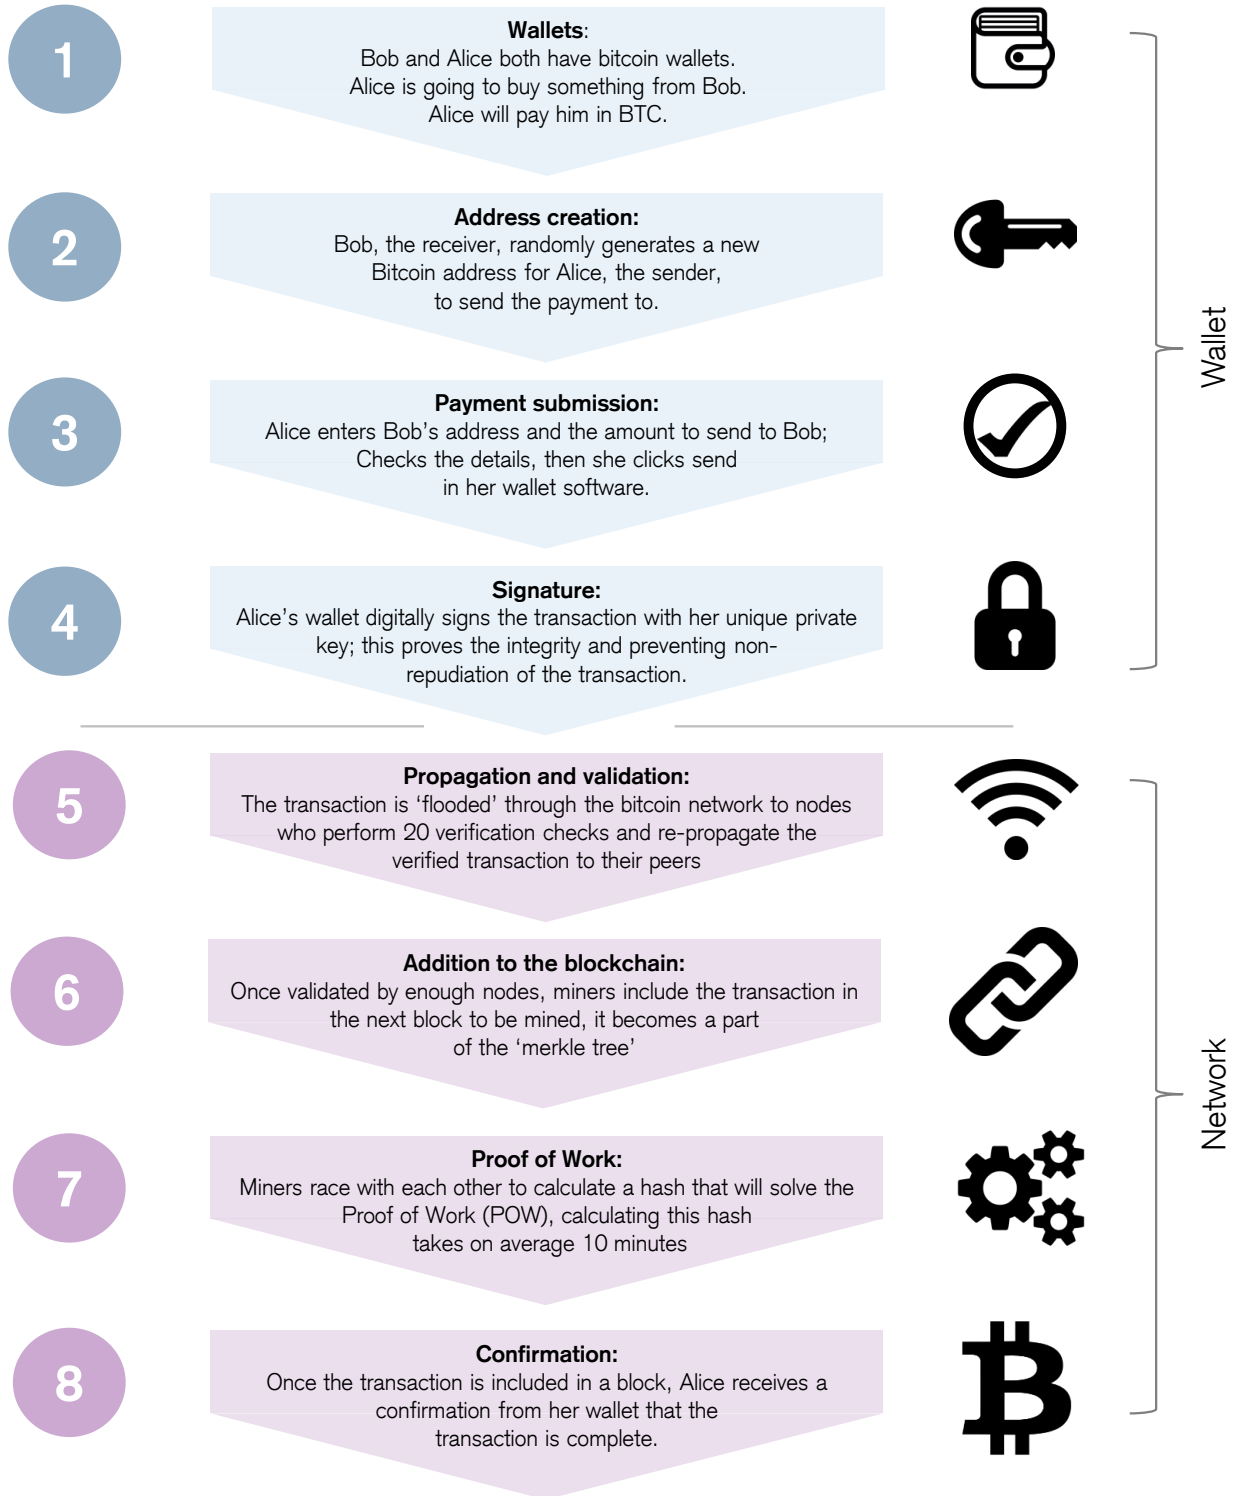 1
Wallets:
Bob and Alice both have bitcoin wallets.
Alice is going to buy something from Bob.
Alice will pay him in BTC.
2
Address creation:
Bob, the receiver, randomly generates a new
Bitcoin address for Alice, the sender,
to send the payment to.
3
Payment submission:
Alice enters Bob’s address and the amount to send to Bob;
Checks the details, then she clicks send
in her wallet software.
4
Signature:
Alice’s wallet digitally signs the transaction with her unique private
key; this proves the integrity and preventing non-
repudiation of the transaction.
Wallet
5
Propagation and validation:
The transaction is ‘flooded’ through the bitcoin network to nodes
who perform 20 verification checks and re-propagate the
verified transaction to their peers
6
Addition to the blockchain:
Once validated by enough nodes, miners include the transaction in
the next block to be mined, it becomes a part
of the ‘merkle tree’
7
Proof of Work:
Miners race with each other to calculate a hash that will solve the
Proof of Work (POW), calculating this hash
takes on average 10 minutes
8
Confirmation:
Once the transaction is included in a block, Alice receives a
confirmation from her wallet that the
transaction is complete.
Network